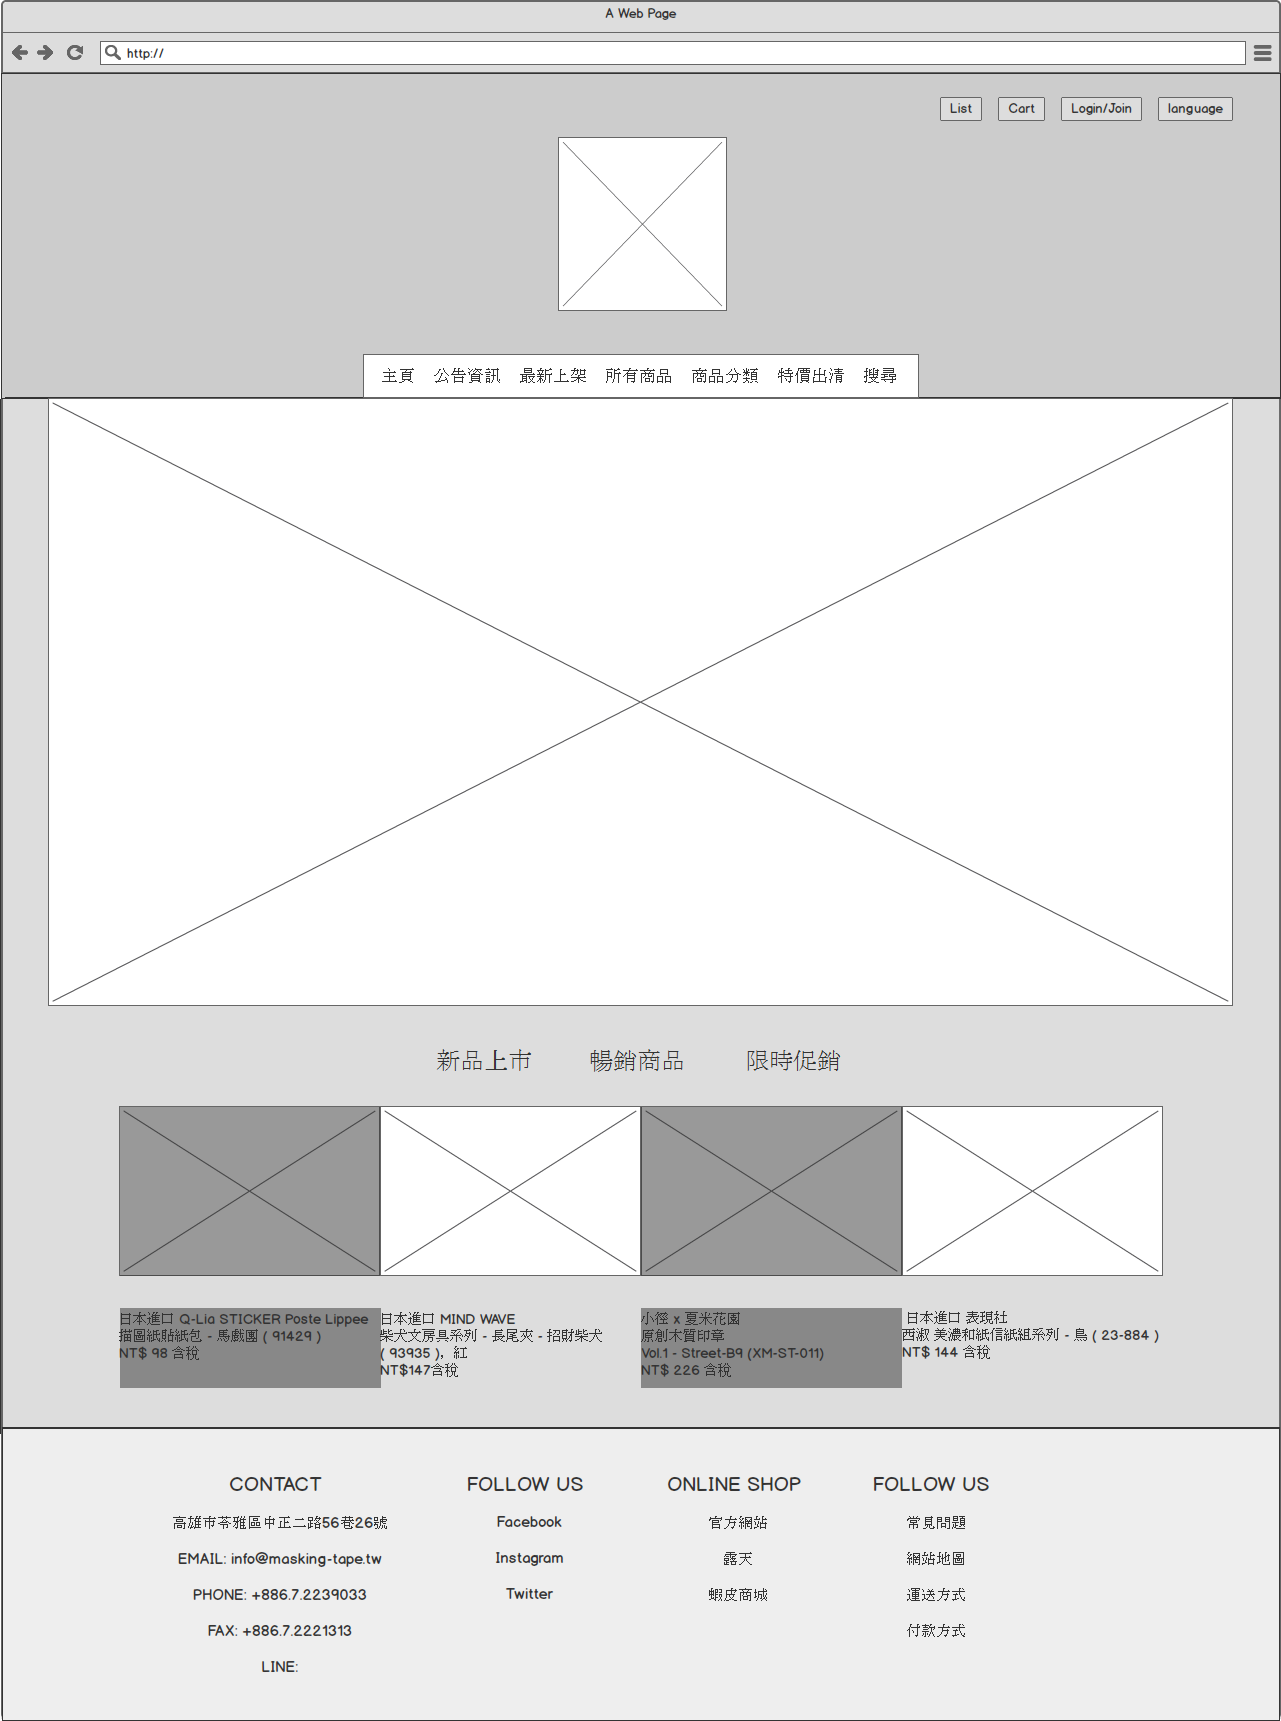 A Web Page
http://
List
Cart
Login/Join
language
主頁 公告資訊 最新上架 所有商品 商品分類 特價出清 搜尋
新品上市 暢銷商品 限時促銷
日本進口 Q-Lia STICKER Poste Lippee
描圖紙貼紙包 - 馬戲團 ( 91429 )
NT$ 98 含稅
日本進口 MIND WAVE
柴犬文房具系列 - 長尾夾 - 招財柴犬
( 93935 )，紅
NT$147含稅
小徑 x 夏米花園
原創木質印章
Vol.1 - Street-B9 (XM-ST-011)
NT$ 226 含稅
日本進口 表現社
西淑 美濃和紙信紙組系列 - 鳥 ( 23-884 )
NT$ 144 含稅
CONTACT
高雄市苓雅區中正二路56巷26號
EMAIL: info@masking-tape.tw
PHONE: +886.7.2239033
FAX: +886.7.2221313
LINE:
FOLLOW US
Facebook
Instagram
Twitter
ONLINE SHOP
官方網站
露天
蝦皮商城
FOLLOW US
常見問題
網站地圖
運送方式
付款方式